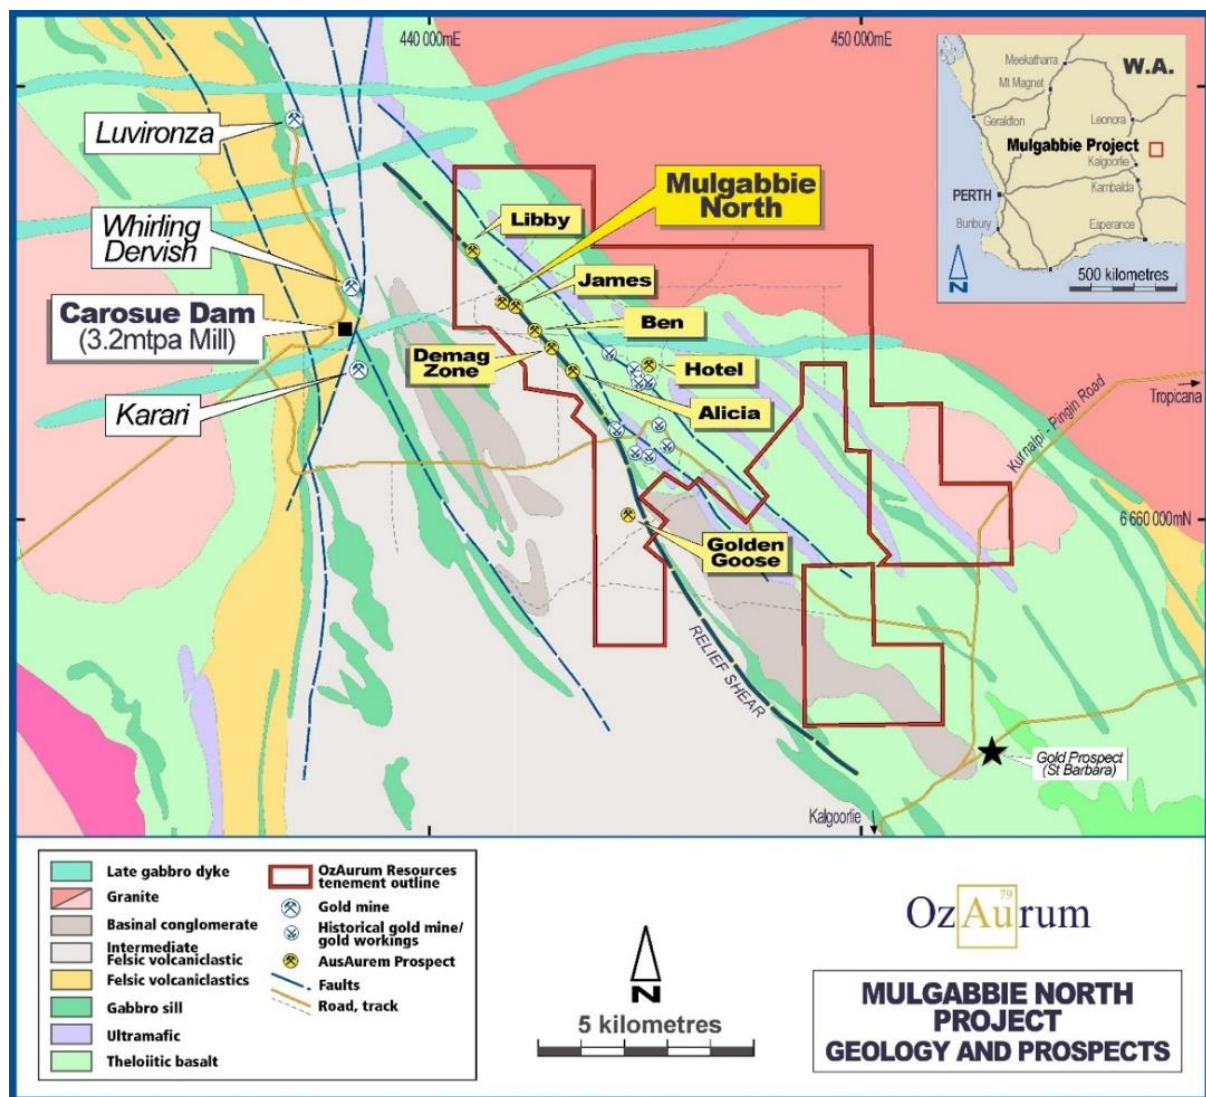 440 000mE
450 000mE
Meekatharra
W.A.
Mt Magnet
Geraldton
Leonora
Mulgabbie Project
Kalgoorlie
PERTH
Kambalda
Bunbury
Esperance
N
500 kilometres
Luvironza
Mulgabbie
North
Libby
Whirling
Dervish
James
Carosue Dam
(3.2mtpa Mill)
Ben
Demag
Zone
Hotel
Karari
Alicia
Tropicana
Kurnalpi - Pingin Road
6 660 000mN
Golden
Goose
RELIEF SHEAR
Gold Prospect
(St Barbara)
Kalgoorlie
Late gabbro dyke
Granite
Basinal conglomerate
Intermediate
Felsic volcaniclastic
Felsic volcaniclastics
Gabbro sill
Ultramafic
Theloiitic basalt
OzAurum Resources
tenement outline
Gold mine
Historical gold mine/
gold workings
AusAurem Prospect
Faults
Road, track
N
5 kilometres
79
OzAurum
MULGABBIE NORTH
PROJECT
GEOLOGY AND PROSPECTS